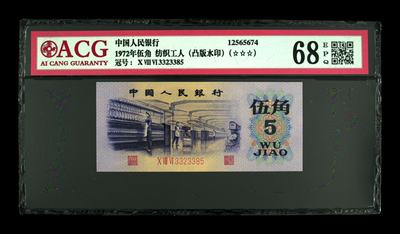 ACG
AI CANG GUARANTY
中国人民银行 12565674
1972年伍角 纺织工人（凸版水印）(☆☆☆)
冠号： X Ⅷ Ⅵ 3323385
68 EPQ
中国人民银行
伍角
5
WU
JIAO
X Ⅷ Ⅵ 3323385